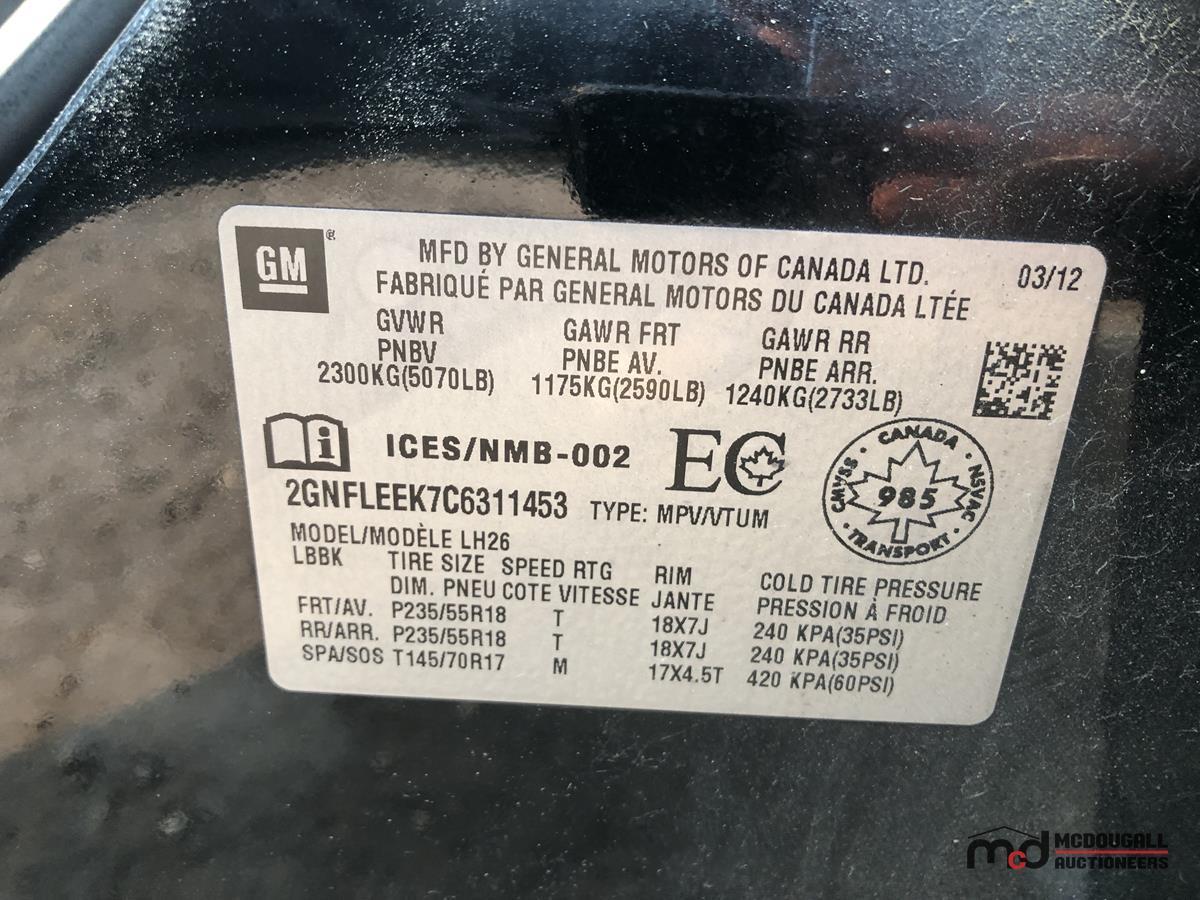 GM ®
MFD BY GENERAL MOTORS OF CANADA LTD. 03/12
FABRIQUÉ PAR GENERAL MOTORS DU CANADA LTÉE
GVWR GAWR FRT GAWR RR
PNBV PNBE AV. PNBE ARR.
2300KG(5070LB) 1175KG(2590LB) 1240KG(2733LB)
ICES/NMB-002 EC
CANADA
CMVSS · 985 · NSVAC
TRANSPORT
2GNFLEEK7C6311453 TYPE: MPV/VTUM
MODEL/MODÈLE LH26
LBBK TIRE SIZE SPEED RTG RIM COLD TIRE PRESSURE
DIM. PNEU COTE VITESSE JANTE PRESSION À FROID
FRT/AV. P235/55R18 T 18X7J 240 KPA(35PSI)
RR/ARR. P235/55R18 T 18X7J 240 KPA(35PSI)
SPA/SOS T145/70R17 M 17X4.5T 420 KPA(60PSI)
mcd MCDOUGALL
AUCTIONEERS